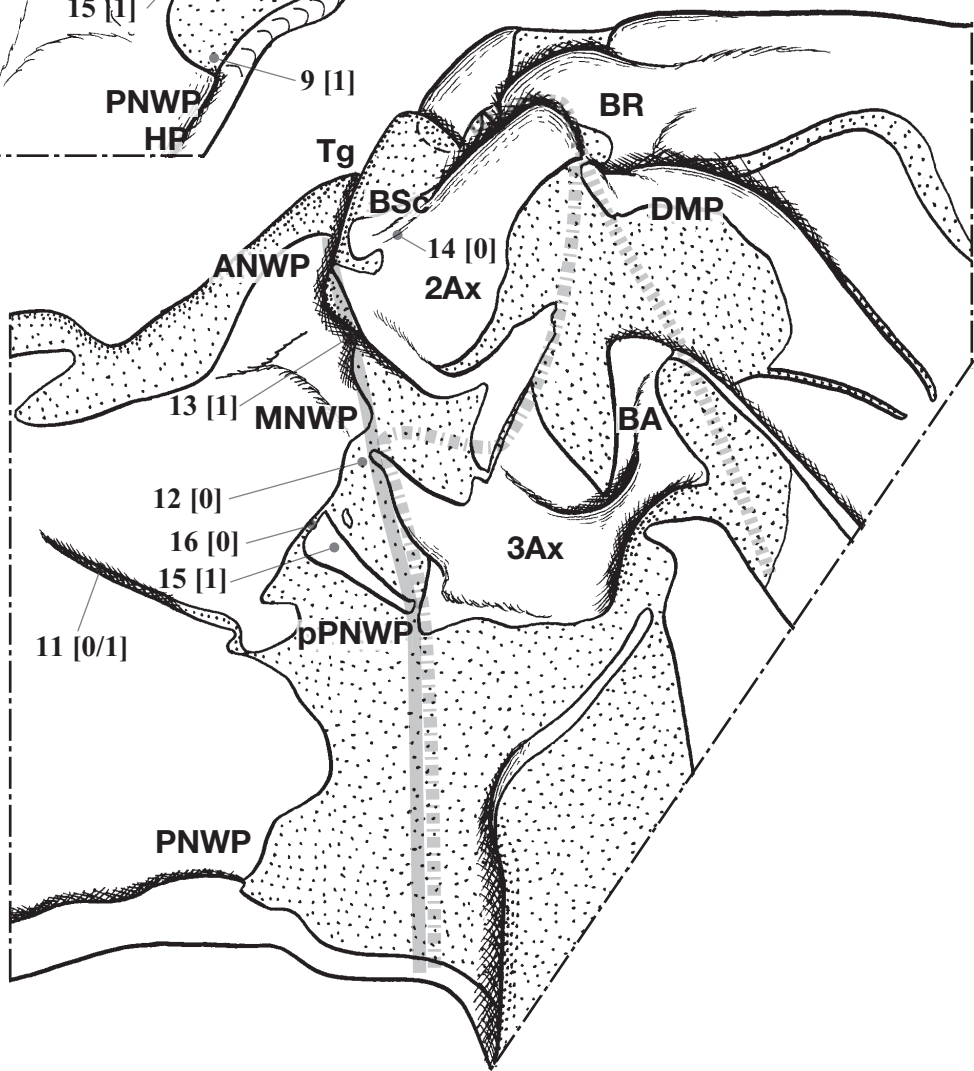 15 [1]
9 [1]
PNWP
HP
BR
Tg
BSc
DMP
14 [0]
ANWP
2Ax
13 [1]
MNWP
BA
12 [0]
16 [0]
3Ax
15 [1]
pPNWP
11 [0/1]
PNWP